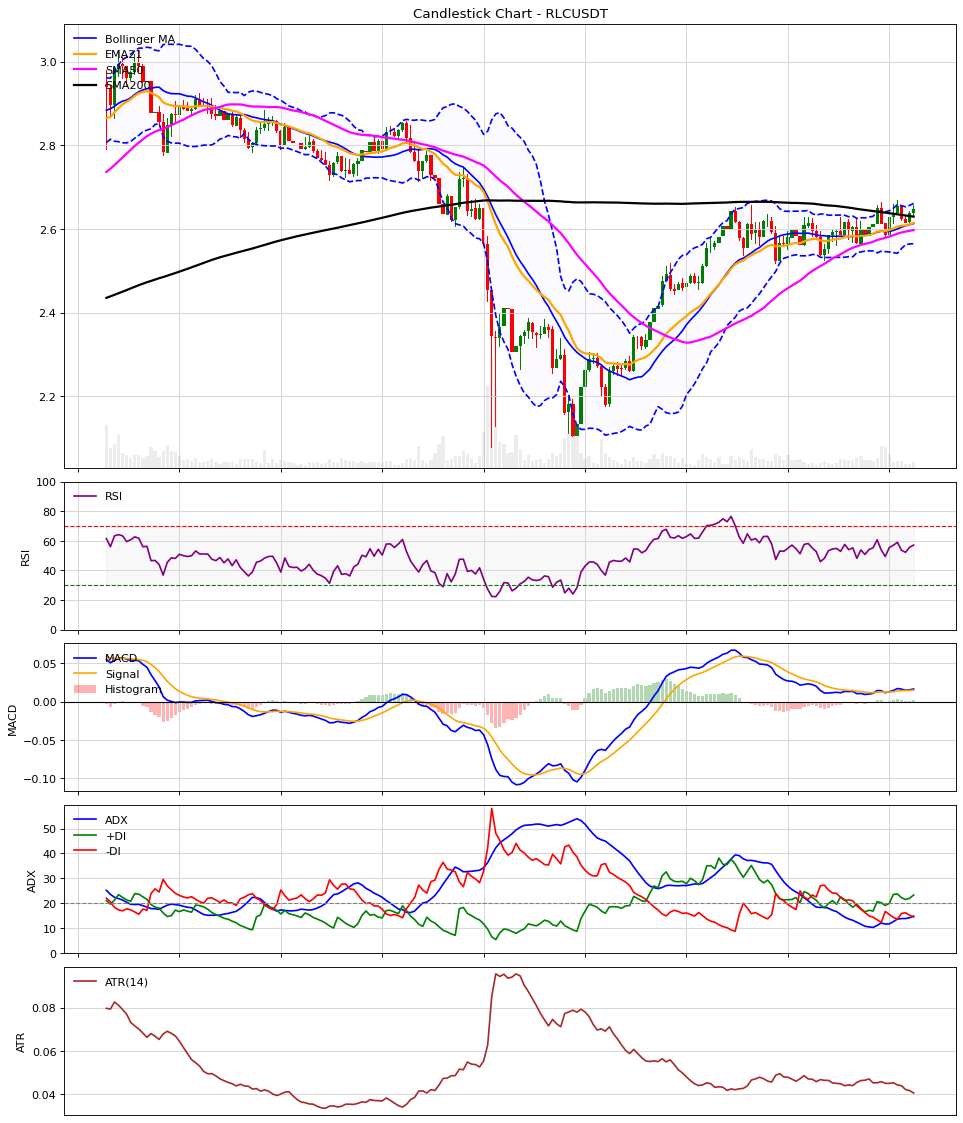 Candlestick Chart - RLCUSDT
Bollinger MA
EMA21
SMA50
SMA200
3.0
2.8
2.6
2.4
2.2
RSI
100
80
60
40
20
0
RSI
MACD
Signal
Histogram
0.05
0.00
−0.05
−0.10
MACD
ADX
+DI
-DI
50
40
30
20
10
0
ADX
ATR(14)
0.08
0.06
0.04
ATR